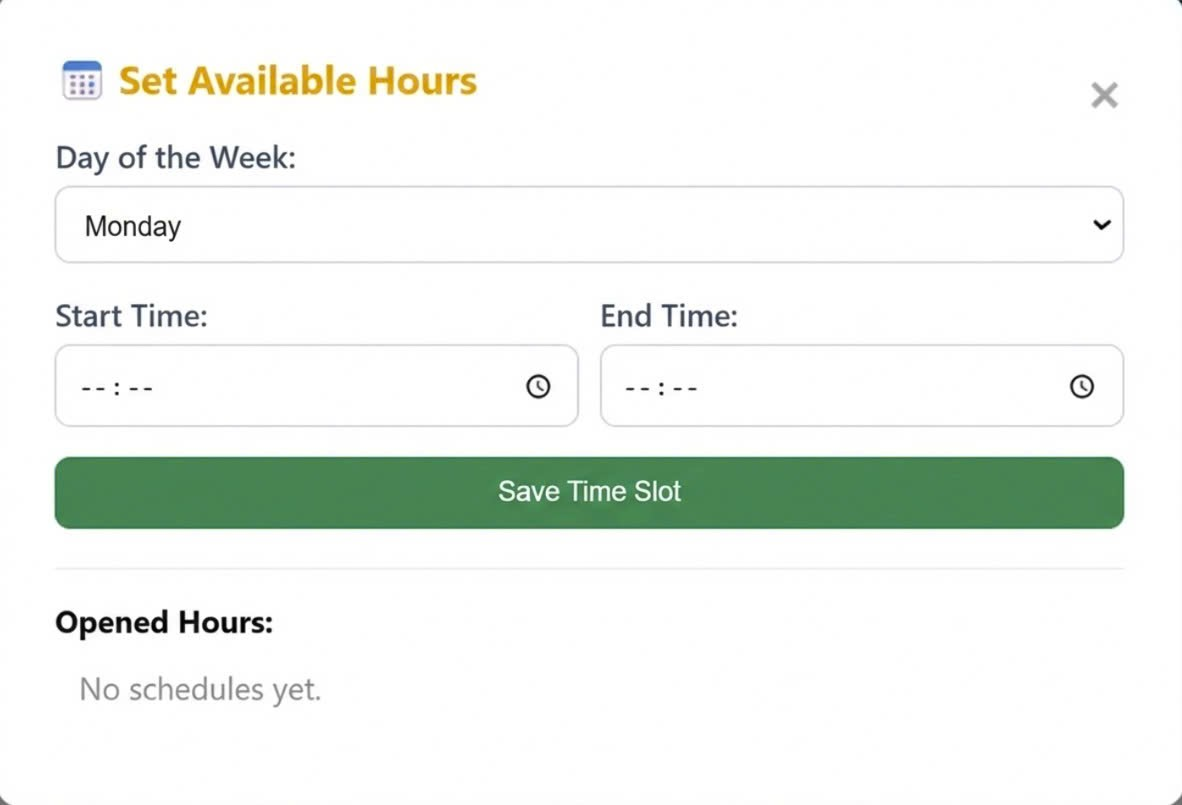 Set Available Hours
Day of the Week:
Monday
Start Time: End Time:
--:-- --:--
Save Time Slot
Opened Hours:
No schedules yet.